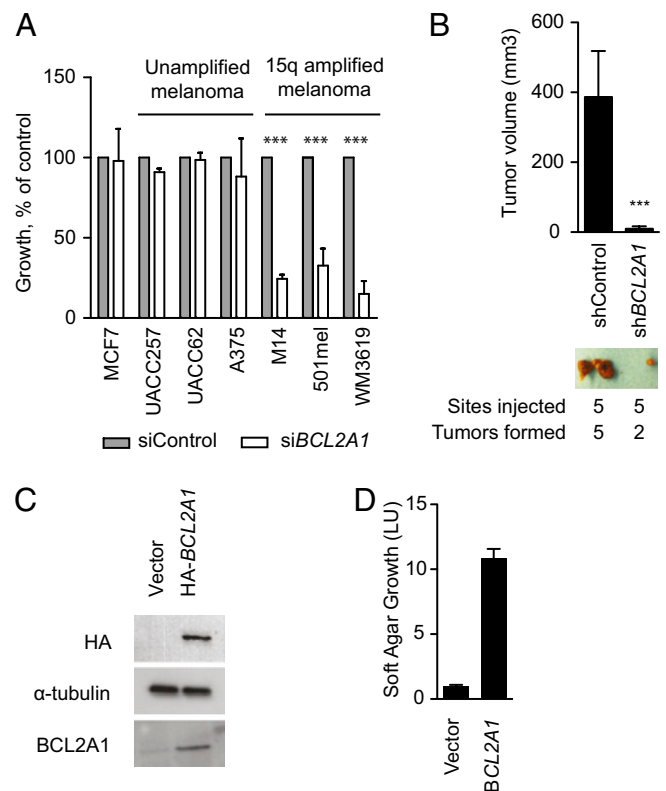 A
Unamplified melanoma
15q amplified melanoma
Growth, % of control
150
100
50
0
*** *** ***
MCF7
UACC257
UACC62
A375
M14
501mel
WM3619
siControl siBCL2A1
B
Tumor volume (mm3)
600
400
200
0
***
shControl
shBCL2A1
Sites injected 5 5
Tumors formed 5 2
C
Vector
HA-BCL2A1
HA
α-tubulin
BCL2A1
D
Soft Agar Growth (LU)
15
10
5
0
Vector
BCL2A1